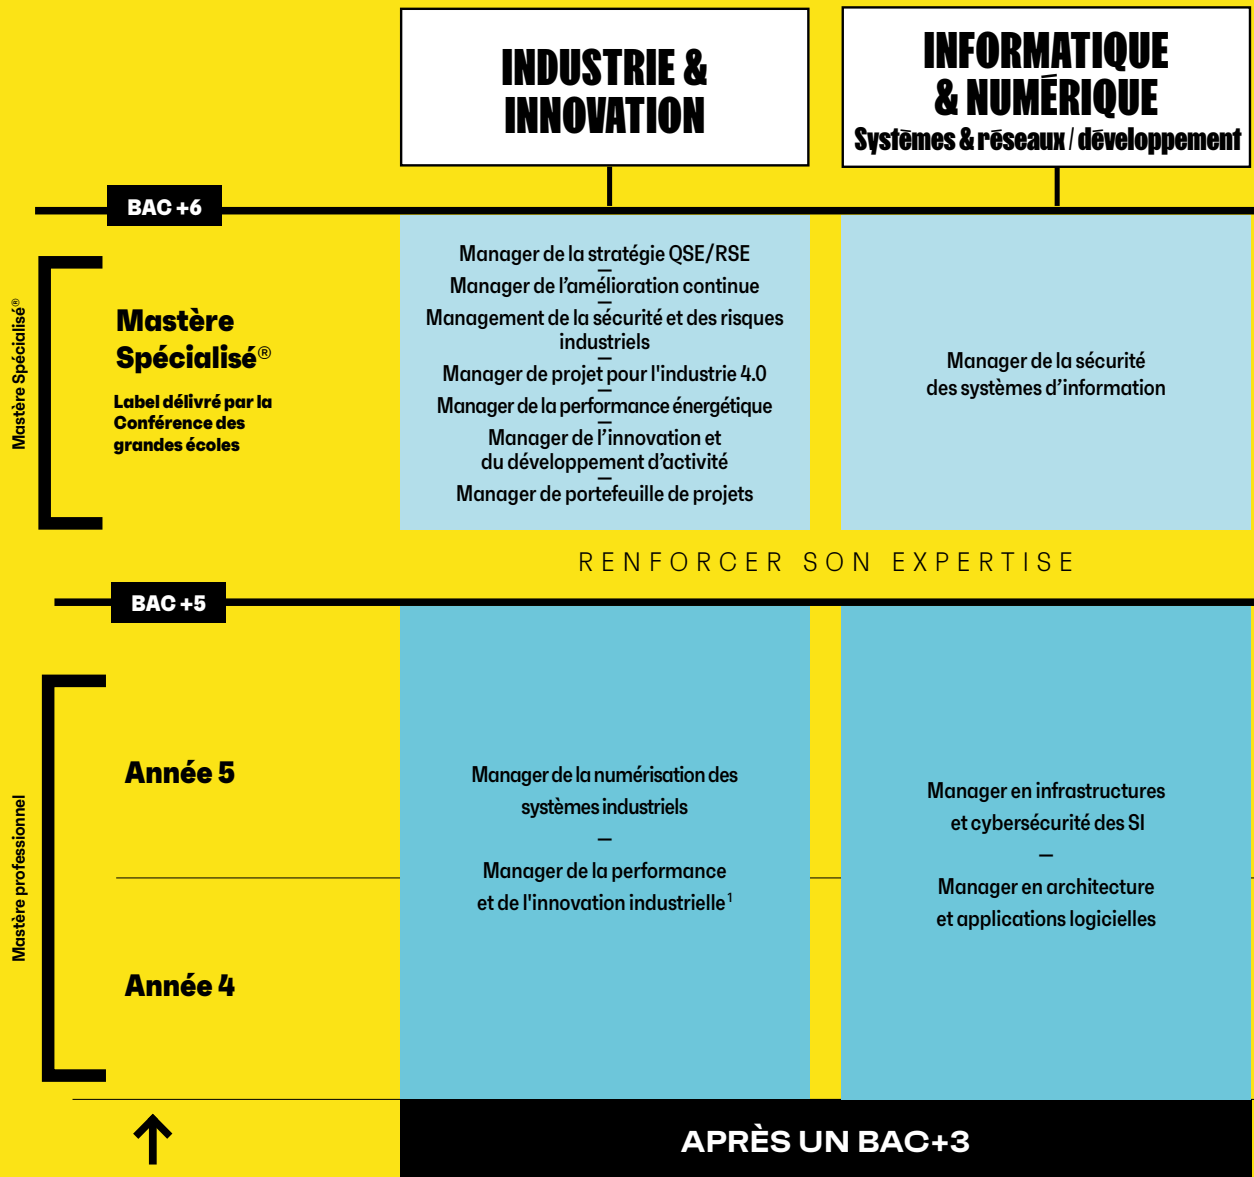 INDUSTRIE &
INNOVATION
INFORMATIQUE
& NUMÉRIQUE
Systèmes & réseaux / développement
BAC +6
Mastère Spécialisé®
Mastère
Spécialisé®
Label délivré par la
Conférence des
grandes écoles
Manager de la stratégie QSE/RSE
—
Manager de l’amélioration continue
—
Management de la sécurité et des risques
industriels
—
Manager de projet pour l'industrie 4.0
—
Manager de la performance énergétique
—
Manager de l’innovation et
du développement d’activité
—
Manager de portefeuille de projets
Manager de la sécurité
des systèmes d’information
RENFORCER SON EXPERTISE
BAC +5
Mastère professionnel
Année 5
Année 4
Manager de la numérisation des
systèmes industriels
—
Manager de la performance
et de l'innovation industrielle¹
Manager en infrastructures
et cybersécurité des SI
—
Manager en architecture
et applications logicielles
APRÈS UN BAC+3